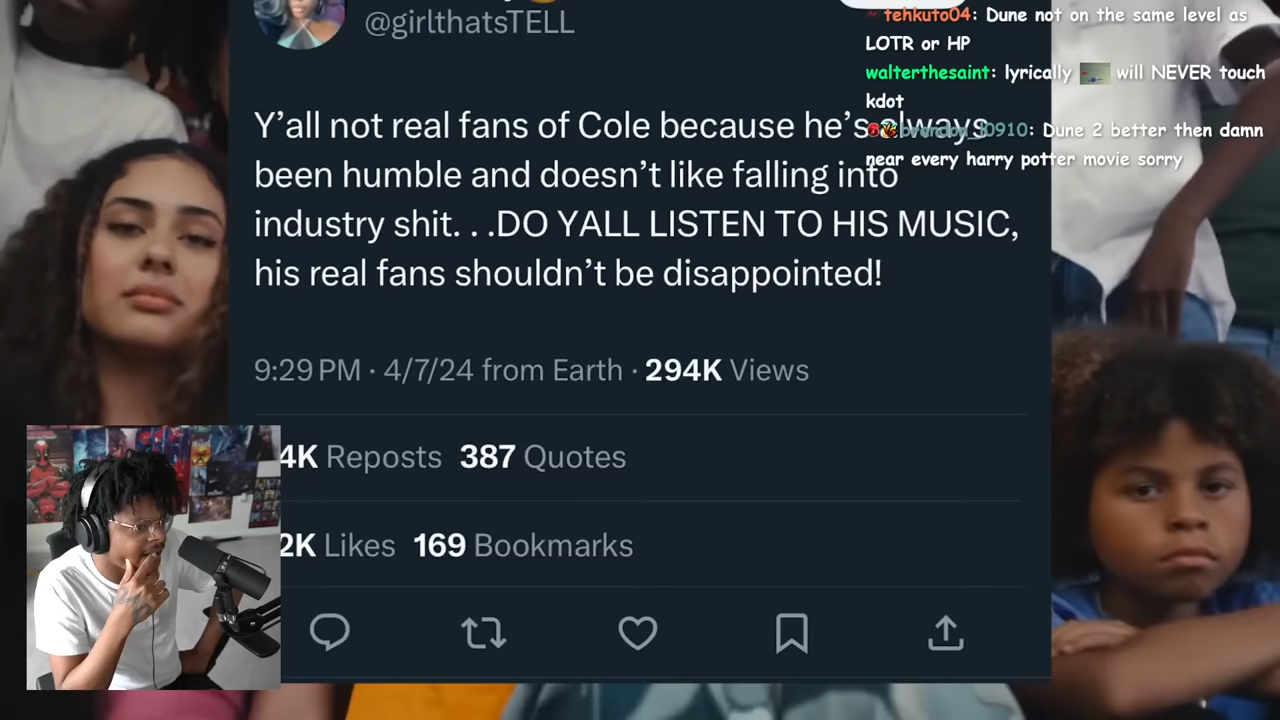 @girlthatsTELL
Y'all not real fans of Cole because he's always
been humble and doesn't like falling into
industry shit. . .DO YALL LISTEN TO HIS MUSIC,
his real fans shouldn't be disappointed!
9:29 PM · 4/7/24 from Earth · 294K Views
4K Reposts 387 Quotes
2K Likes 169 Bookmarks
tehkuto04: Dune not on the same level as
LOTR or HP
walterthesaint: lyrically will NEVER touch
kdot
Dune 2 better then damn
near every harry potter movie sorry